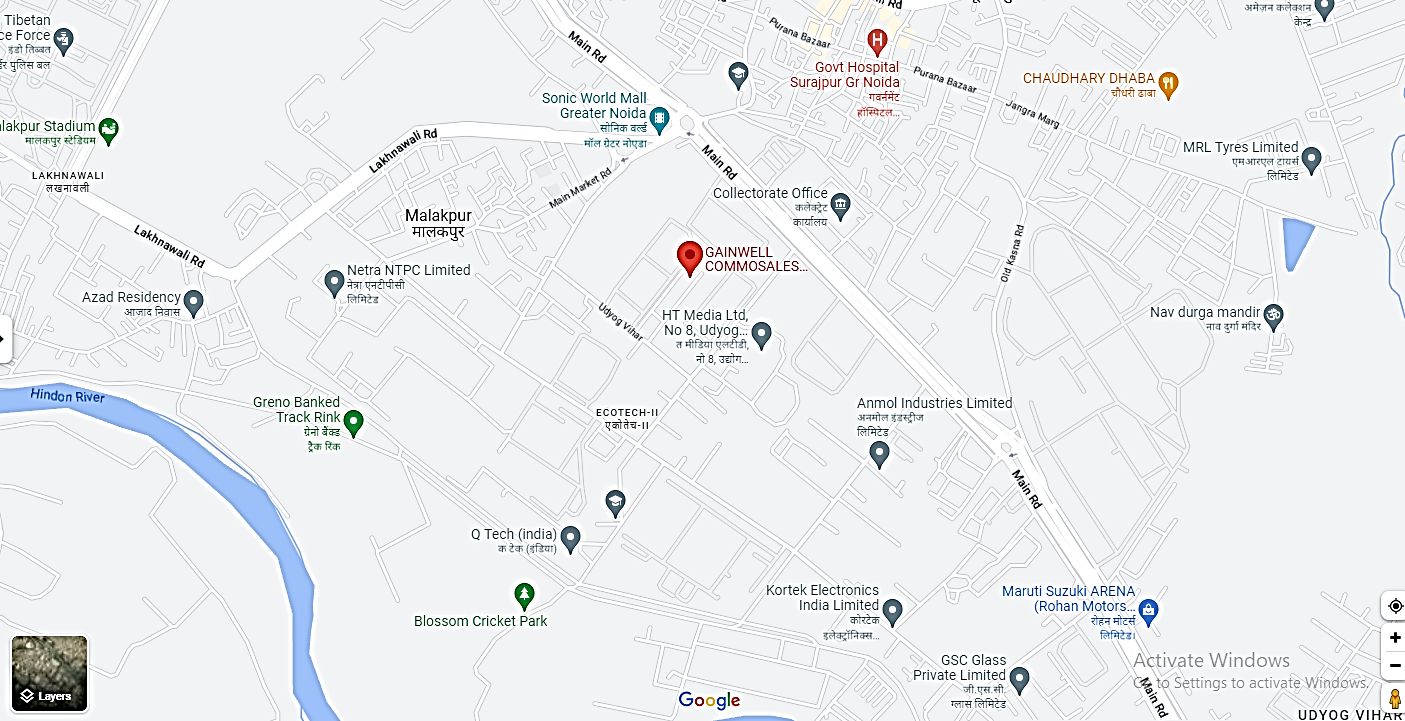 Tibetan
ce Force
इंडो तिब्बत
र्डर पुलिस बल
Main Rd
Purana Bazaar
Rd
अमेज़न कलेक्शन
केन्द्र
Govt Hospital
Surajpur Gr Noida
गवर्नमेंट
हॉस्पिटल...
Purana Bazaar
CHAUDHARY DHABA
चौधरी ढाबा
Jangra Marg
Sonic World Mall
Greater Noida
सोनिक वर्ल्ड
मॉल ग्रेटर नोएडा
alakpur Stadium
मालकपुर स्टेडियम
Lakhnawali Rd
Main Rd
MRL Tyres Limited
एमआरएल टायर्स
लिमिटेड
LAKHNAWALI
लखनावली
Main Market Rd
Collectorate Office
कलेक्ट्रेट
कार्यालय
Malakpur
मालकपुर
Lakhnawali Rd
Old Kasna Rd
GAINWELL
COMMOSALES...
Netra NTPC Limited
नेत्रा एनटीपीसी
लिमिटेड
Azad Residency
आजाद निवास
Udyog Vihar
HT Media Ltd,
No 8, Udyog...
त मीडिया एलटीडी,
नो 8, उद्योग...
Nav durga mandir
नाव दुर्गा मंदिर
Hindon River
Greno Banked
Track Rink
ग्रेनो बैंक्ड
ट्रैक रिंक
ECOTECH-II
एकोतेच-II
Anmol Industries Limited
अनमोल इंडस्ट्रीज
लिमिटेड
Main Rd
Q Tech (india)
क टेक (इंडिया)
Blossom Cricket Park
Kortek Electronics
India Limited
कोरटेक
इलेक्ट्रॉनिक्स...
Maruti Suzuki ARENA
(Rohan Motors...
रोहन मोटर्स
लिमिटेड।
GSC Glass
Private Limited
जी.एस.सी.
ग्लास लिमिटेड
Activate Windows
Go to Settings to activate Windows.
Main Rd
Layers
Google
UDYOG VIHAR